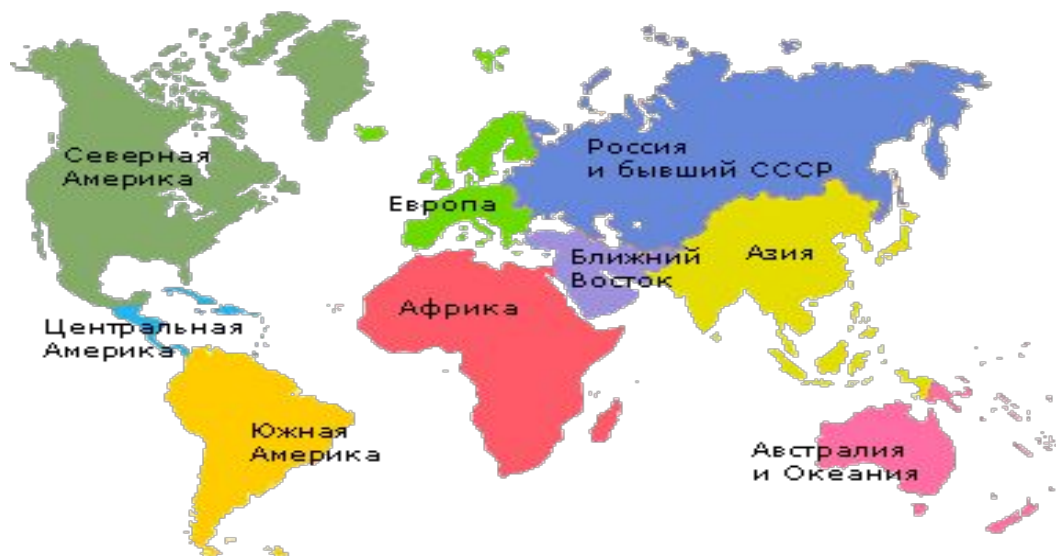 Северная
Америка
Россия
и бывший СССР
Европа
Ближний
Восток
Азия
Африка
Центральная
Америка
Южная
Америка
Австралия
и Океания